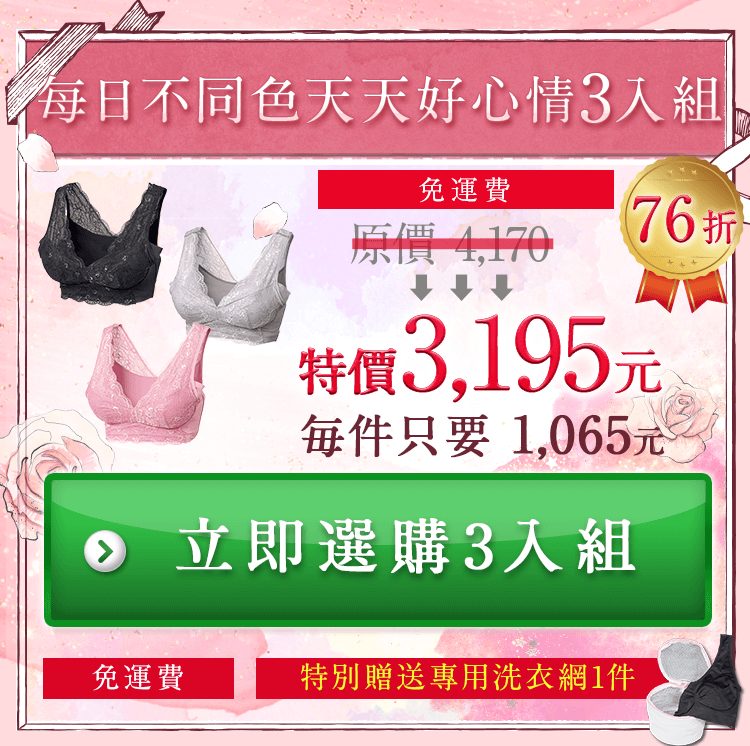 每日不同色天天好心情3入組
免運費
76折
原價 4,170
特價3,195元
每件只要 1,065元
立即選購3入組
免運費
特別贈送專用洗衣網1件